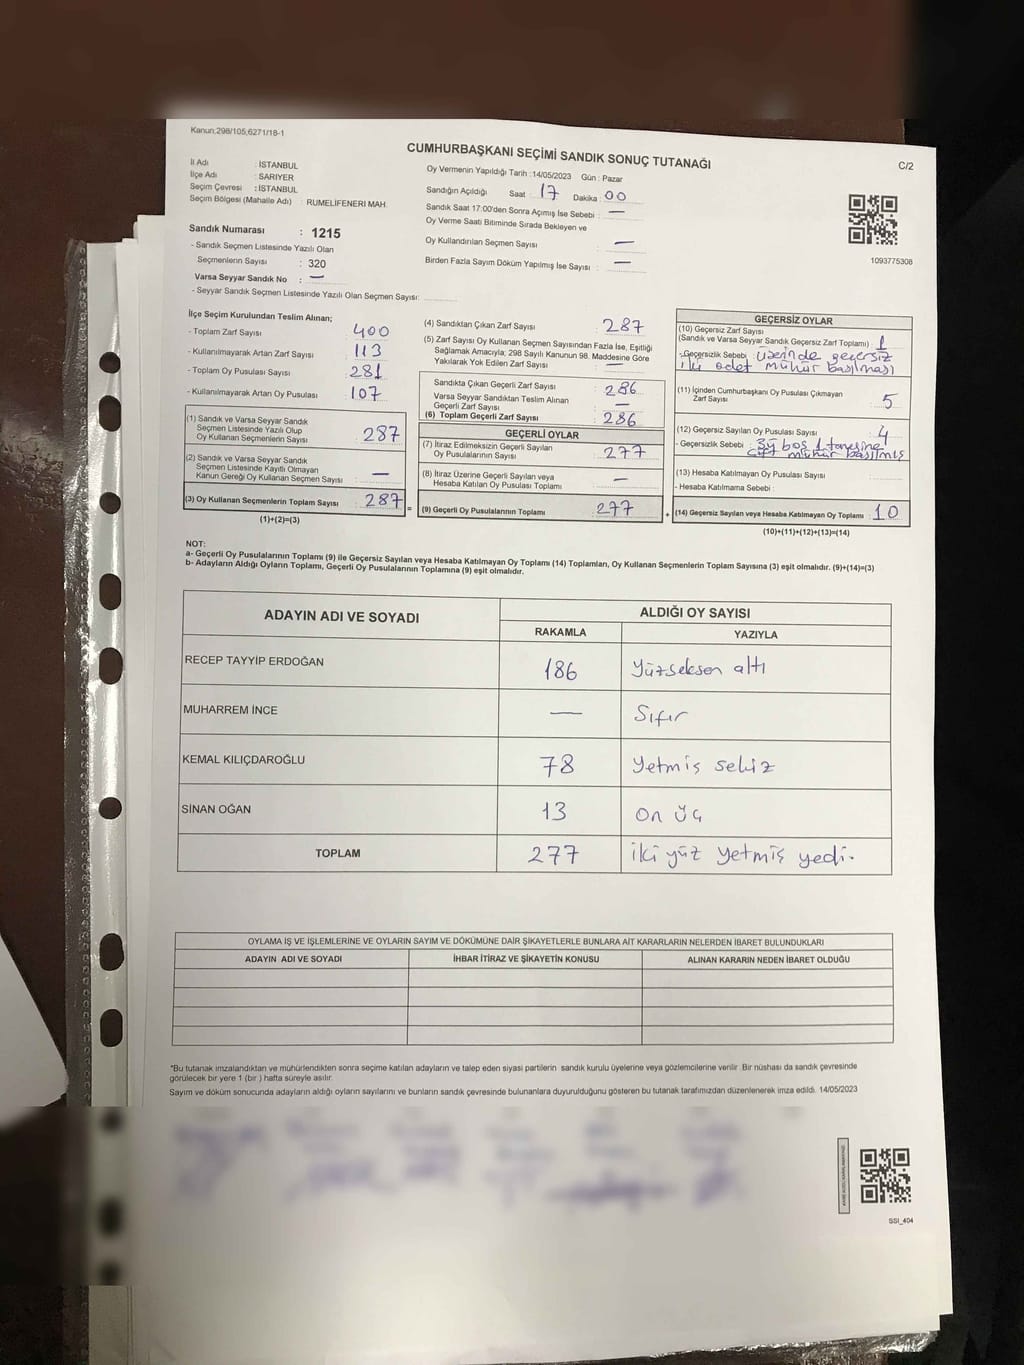 Kanun;298/105;6271/18-1
CUMHURBAŞKANI SEÇİMİ SANDIK SONUÇ TUTANAĞI
C/2
İl Adı : İSTANBUL
İlçe Adı : SARIYER
Seçim Çevresi : İSTANBUL
Seçim Bölgesi (Mahalle Adı) : RUMELİFENERİ MAH.
Sandık Numarası : 1215
- Sandık Seçmen Listesinde Yazılı Olan
Seçmenlerin Sayısı : 320
Varsa Seyyar Sandık No : —
- Seyyar Sandık Seçmen Listesinde Yazılı Olan Seçmen Sayısı:
Oy Vermenin Yapıldığı Tarih : 14/05/2023 Gün : Pazar
Sandığın Açıldığı Saat : 17 Dakika : 00
Sandık Saat 17:00'den Sonra Açımış İse Sebebi : —
Oy Verme Saati Bitiminde Sırada Bekleyen ve
Oy Kullandırılan Seçmen Sayısı : —
Birden Fazla Sayım Döküm Yapılmış İse Sayısı : —
1093775308
İlçe Seçim Kurulundan Teslim Alınan;
- Toplam Zarf Sayısı : 400
- Kullanılmayarak Artan Zarf Sayısı : 113
- Toplam Oy Pusulası Sayısı : 281
- Kullanılmayarak Artan Oy Pusulası : 107
(1) Sandık ve Varsa Seyyar Sandık
Seçmen Listesinde Yazılı Olup
Oy Kullanan Seçmenlerin Sayısı : 287
(2) Sandık ve Varsa Seyyar Sandık
Seçmen Listesinde Kayıtlı Olmayan
Kanun Gereği Oy Kullanan Seçmen Sayısı : —
(3) Oy Kullanan Seçmenlerin Toplam Sayısı : 287
(1)+(2)=(3)
(4) Sandıktan Çıkan Zarf Sayısı : 287
(5) Zarf Sayısı Oy Kullanan Seçmen Sayısından Fazla İse, Eşitliği
Sağlamak Amacıyla; 298 Sayılı Kanunun 98. Maddesine Göre
Yakılarak Yok Edilen Zarf Sayısı : —
Sandıkta Çıkan Geçerli Zarf Sayısı : 286
Varsa Seyyar Sandıktan Teslim Alınan
Geçerli Zarf Sayısı : —
(6) Toplam Geçerli Zarf Sayısı : 286
GEÇERLİ OYLAR
(7) İtiraz Edilmeksizin Geçerli Sayılan
Oy Pusulalarının Sayısı : 277
(8) İtiraz Üzerine Geçerli Sayılan veya
Hesaba Katılan Oy Pusulası Toplamı : —
= (9) Geçerli Oy Pusulalarının Toplamı : 277 +
GEÇERSİZ OYLAR
(10) Geçersiz Zarf Sayısı
(Sandık ve Varsa Seyyar Sandık Geçersiz Zarf Toplamı) : 1
-Geçersizlik Sebebi : Üzerinde geçersiz
iki adet mühür basılması
(11) İçinden Cumhurbaşkanı Oy Pusulası Çıkmayan
Zarf Sayısı : 5
(12) Geçersiz Sayılan Oy Pusulası Sayısı : 4
- Geçersizlik Sebebi : 3ü boş 1 tanesine
çift mühür basılmış
(13) Hesaba Katılmayan Oy Pusulası Sayısı :
- Hesaba Katılmama Sebebi :
(14) Geçersiz Sayılan veya Hesaba Katılmayan Oy Toplamı : 10
(10)+(11)+(12)+(13)=(14)
NOT:
a- Geçerli Oy Pusulalarının Toplamı (9) ile Geçersiz Sayılan veya Hesaba Katılmayan Oy Toplamı (14) Toplamları, Oy Kullanan Seçmenlerin Toplam Sayısına (3) eşit olmalıdır. (9)+(14)=(3)
b- Adayların Aldığı Oyların Toplamı, Geçerli Oy Pusulalarının Toplamına (9) eşit olmalıdır.
ADAYIN ADI VE SOYADI
ALDIĞI OY SAYISI
RAKAMLA YAZIYLA
RECEP TAYYİP ERDOĞAN 186 Yüzseksen altı
MUHARREM İNCE — Sıfır
KEMAL KILIÇDAROĞLU 78 Yetmiş sekiz
SİNAN OĞAN 13 On üç
TOPLAM 277 iki yüz yetmiş yedi.
OYLAMA İŞ VE İŞLEMLERİNE VE OYLARIN SAYIM VE DÖKÜMÜNE DAİR ŞİKAYETLERLE BUNLARA AİT KARARLARIN NELERDEN İBARET BULUNDUKLARI
ADAYIN ADI VE SOYADI İHBAR İTİRAZ VE ŞİKAYETİN KONUSU ALINAN KARARIN NEDEN İBARET OLDUĞU
*Bu tutanak imzalandıktan ve mühürlendikten sonra seçime katılan adayların ve talep eden siyasi partilerin sandık kurulu üyelerine veya gözlemcilerine verilir. Bir nüshası da sandık çevresinde
görülecek bir yere 1 (bir ) hafta süreyle asılır.
Sayım ve döküm sonucunda adayların aldığı oyların sayılarını ve bunların sandık çevresinde bulunanlara duyurulduğunu gösteren bu tutanak tarafımızdan düzenlenerek imza edildi. 14/05/2023
SSI_404